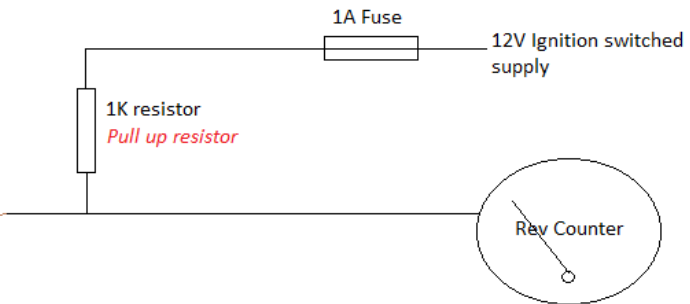 1A Fuse
12V Ignition switched
supply
1K resistor
Pull up resistor
Rev Counter